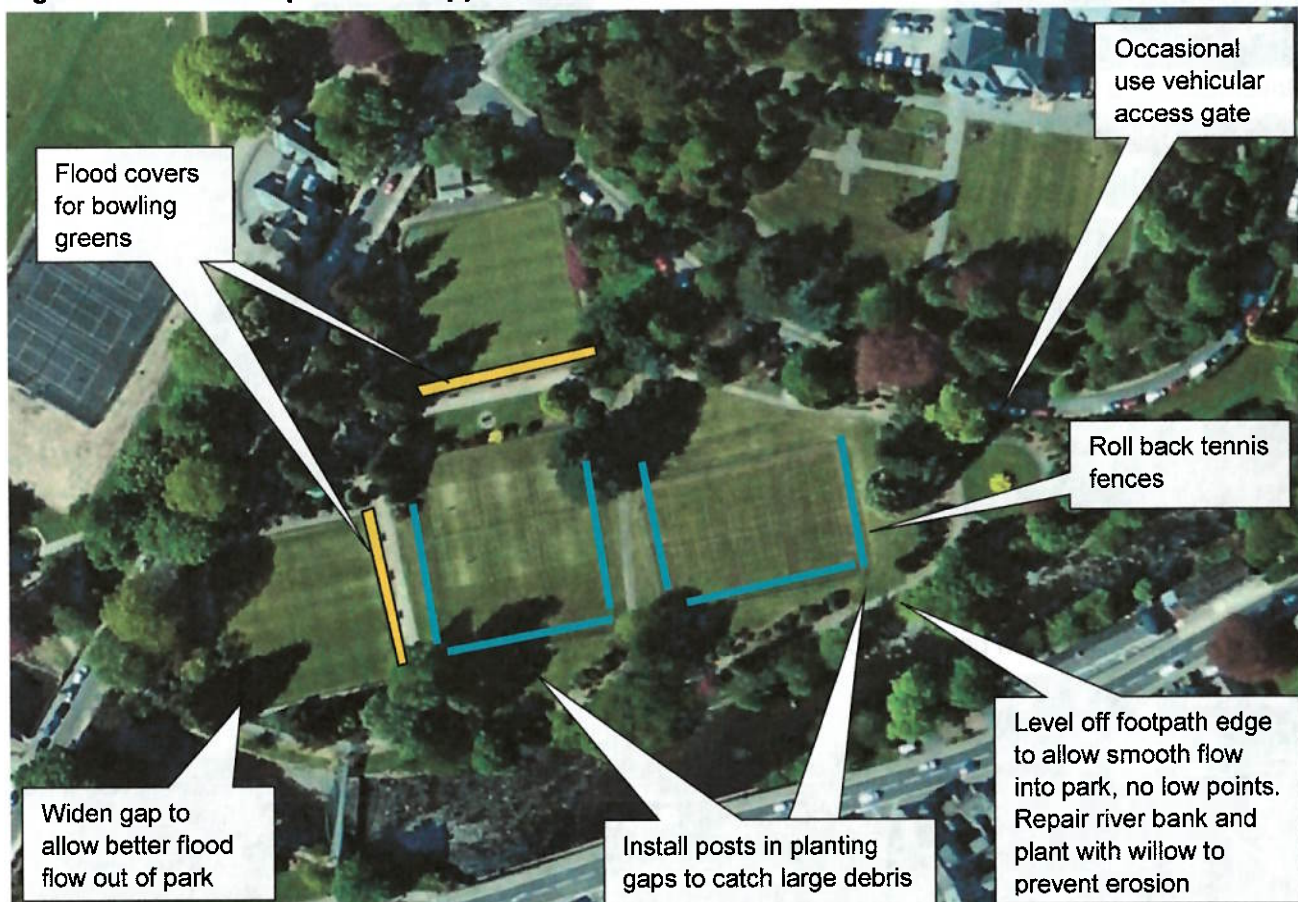 Occasional
use vehicular
access gate
Flood covers
for bowling
greens
Roll back tennis
fences
Level off footpath edge
to allow smooth flow
into park, no low points.
Repair river bank and
plant with willow to
prevent erosion
Install posts in planting
gaps to catch large debris
Widen gap to
allow better flood
flow out of park